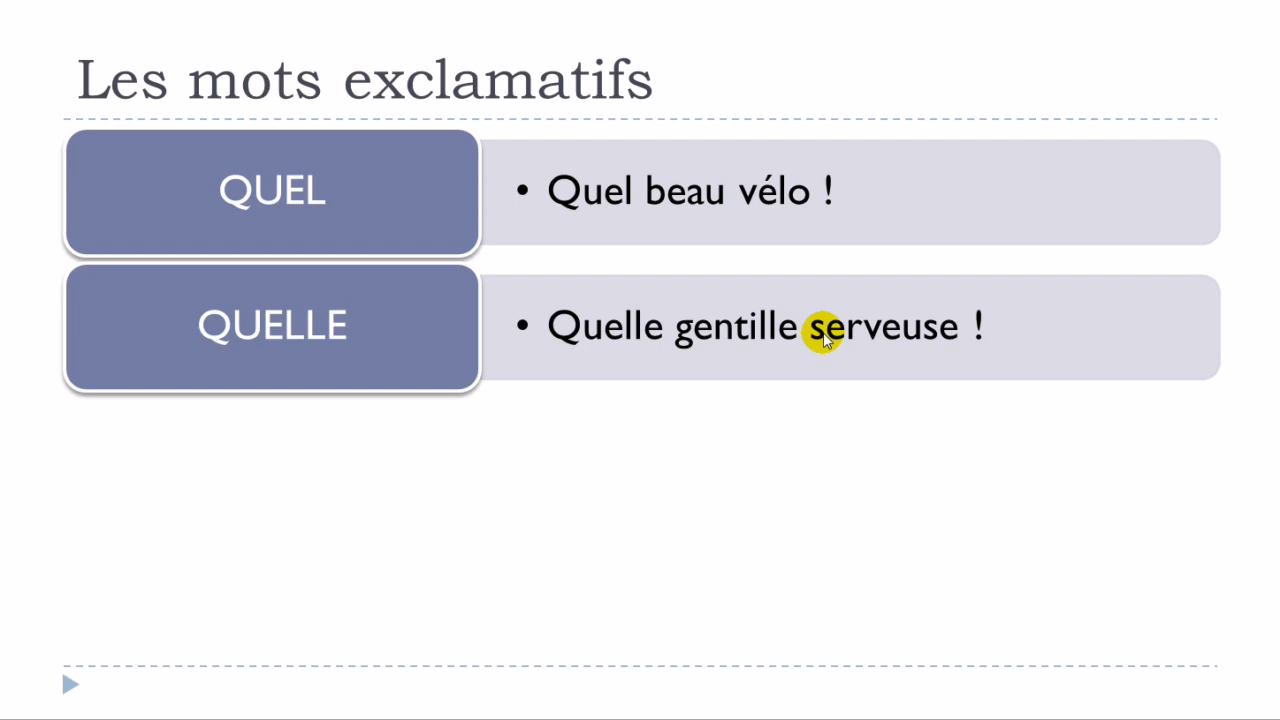 Les mots exclamatifs
QUEL
• Quel beau vélo !
QUELLE
• Quelle gentille serveuse !